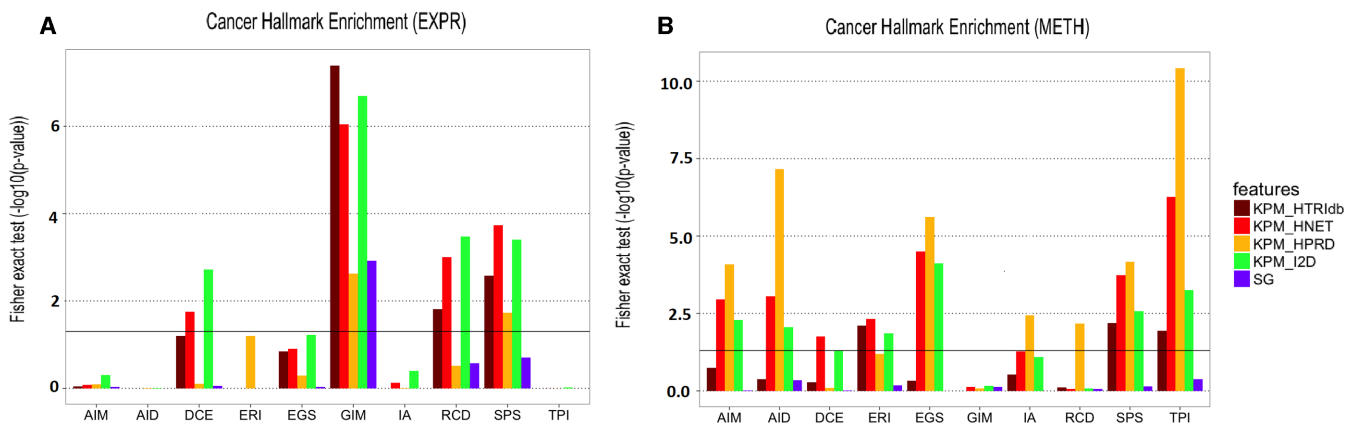 A
Cancer Hallmark Enrichment (EXPR)
Fisher exact test (-log10(p-value))
6
4
2
0
AIM AID DCE ERI EGS GIM IA RCD SPS TPI
B
Cancer Hallmark Enrichment (METH)
Fisher exact test (-log10(p-value))
10.0
7.5
5.0
2.5
0.0
AIM AID DCE ERI EGS GIM IA RCD SPS TPI
features
KPM_HTRIdb
KPM_HNET
KPM_HPRD
KPM_I2D
SG